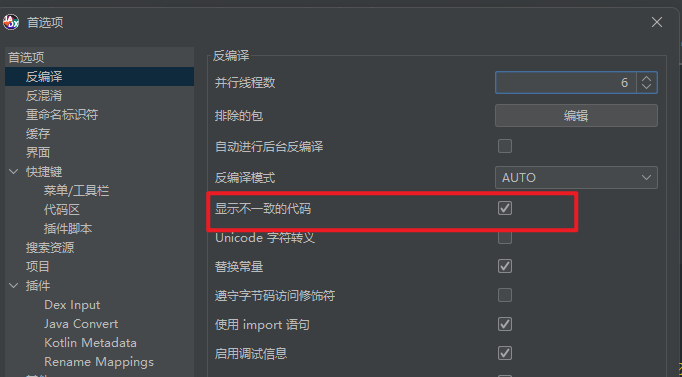 首选项
首选项
反编译
反混淆
重命名标识符
缓存
界面
快捷键
菜单/工具栏
代码区
插件脚本
搜索资源
项目
插件
Dex Input
Java Convert
Kotlin Metadata
Rename Mappings
反编译
并行线程数 6
排除的包 编辑
自动进行后台反编译
反编译模式 AUTO
显示不一致的代码
Unicode 字符转义
替换常量
遵守字节码访问修饰符
使用 import 语句
启用调试信息